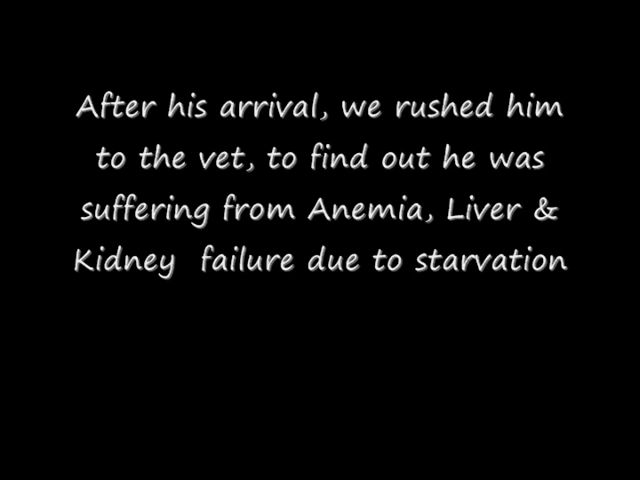 After his arrival, we rushed him
to the vet, to find out he was
suffering from Anemia, Liver &
Kidney  failure due to starvation